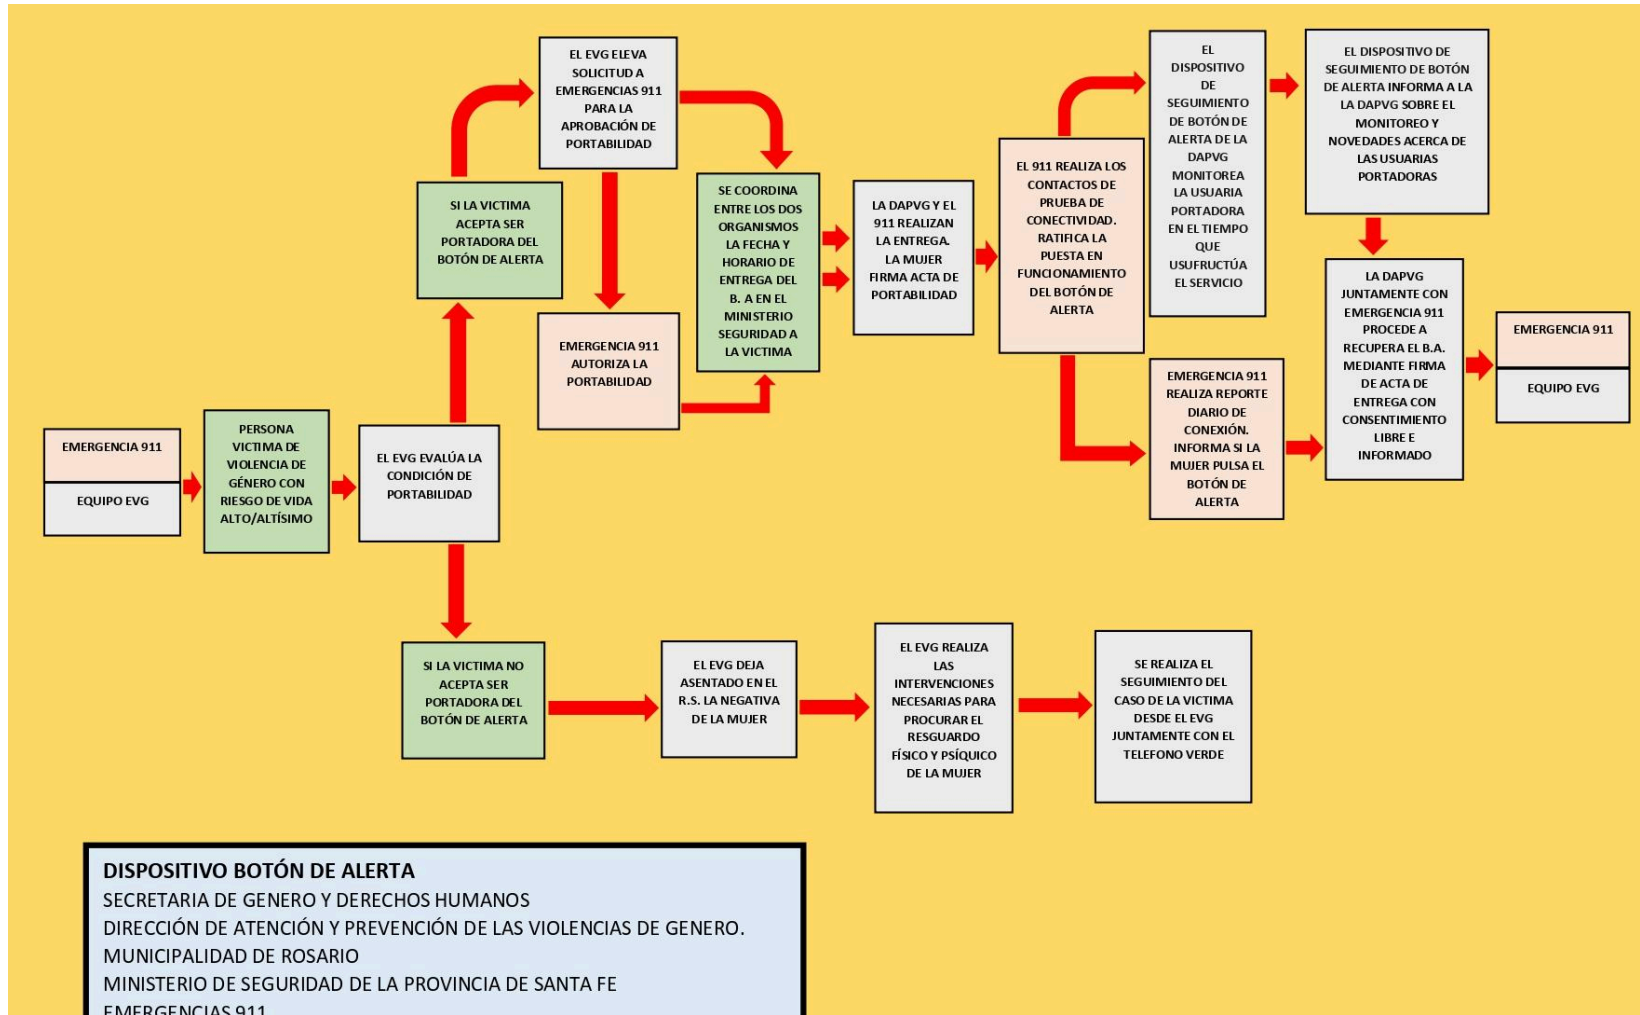 EMERGENCIA 911
EQUIPO EVG
PERSONA
VICTIMA DE
VIOLENCIA DE
GÉNERO CON
RIESGO DE VIDA
ALTO/ALTÍSIMO
EL EVG EVALÚA LA
CONDICIÓN DE
PORTABILIDAD
SI LA VICTIMA
ACEPTA SER
PORTADORA DEL
BOTÓN DE ALERTA
EL EVG ELEVA
SOLICITUD A
EMERGENCIAS 911
PARA LA
APROBACIÓN DE
PORTABILIDAD
EMERGENCIA 911
AUTORIZA LA
PORTABILIDAD
SE COORDINA
ENTRE LOS DOS
ORGANISMOS
LA FECHA Y
HORARIO DE
ENTREGA DEL
B. A EN EL
MINISTERIO
SEGURIDAD A
LA VICTIMA
LA DAPVG Y EL
911 REALIZAN
LA ENTREGA.
LA MUJER
FIRMA ACTA DE
PORTABILIDAD
EL 911 REALIZA LOS
CONTACTOS DE
PRUEBA DE
CONECTIVIDAD.
RATIFICA LA
PUESTA EN
FUNCIONAMIENTO
DEL BOTÓN DE
ALERTA
EL
DISPOSITIVO
DE
SEGUIMIENTO
DE BOTÓN DE
ALERTA DE LA
DAPVG
MONITOREA
LA USUARIA
PORTADORA
EN EL TIEMPO
QUE
USUFRUCTÚA
EL SERVICIO
EL DISPOSITIVO DE
SEGUIMIENTO DE BOTÓN
DE ALERTA INFORMA A LA
LA DAPVG SOBRE EL
MONITOREO Y
NOVEDADES ACERCA DE
LAS USUARIAS
PORTADORAS
EMERGENCIA 911
REALIZA REPORTE
DIARIO DE
CONEXIÓN.
INFORMA SI LA
MUJER PULSA EL
BOTÓN DE
ALERTA
LA DAPVG
JUNTAMENTE CON
EMERGENCIA 911
PROCEDE A
RECUPERA EL B.A.
MEDIANTE FIRMA
DE ACTA DE
ENTREGA CON
CONSENTIMIENTO
LIBRE E
INFORMADO
EMERGENCIA 911
EQUIPO EVG
SI LA VICTIMA NO
ACEPTA SER
PORTADORA DEL
BOTÓN DE ALERTA
EL EVG DEJA
ASENTADO EN EL
R.S. LA NEGATIVA
DE LA MUJER
EL EVG REALIZA
LAS
INTERVENCIONES
NECESARIAS PARA
PROCURAR EL
RESGUARDO
FÍSICO Y PSÍQUICO
DE LA MUJER
SE REALIZA EL
SEGUIMIENTO DEL
CASO DE LA VICTIMA
DESDE EL EVG
JUNTAMENTE CON EL
TELEFONO VERDE
DISPOSITIVO BOTÓN DE ALERTA
SECRETARIA DE GENERO Y DERECHOS HUMANOS
DIRECCIÓN DE ATENCIÓN Y PREVENCIÓN DE LAS VIOLENCIAS DE GENERO.
MUNICIPALIDAD DE ROSARIO
MINISTERIO DE SEGURIDAD DE LA PROVINCIA DE SANTA FE
EMERGENCIAS 911